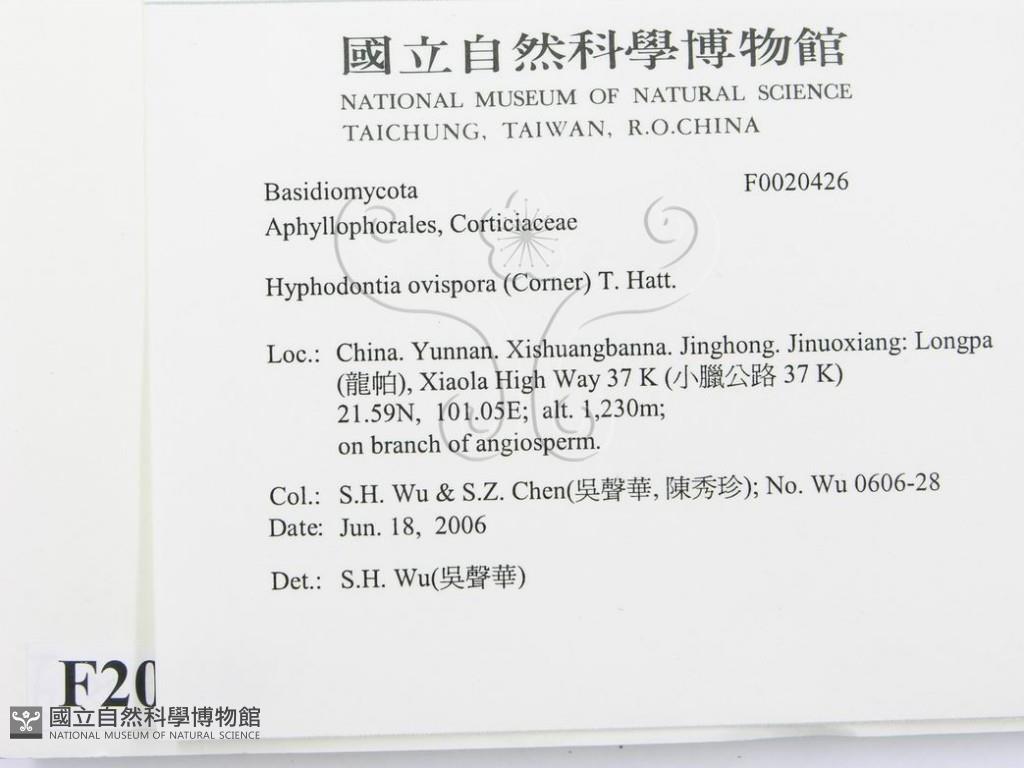 國立自然科學博物館
NATIONAL MUSEUM OF NATURAL SCIENCE
TAICHUNG, TAIWAN, R.O.CHINA
Basidiomycota F0020426
Aphyllophorales, Corticiaceae
Hyphodontia ovispora (Corner) T. Hatt.
Loc.: China. Yunnan. Xishuangbanna. Jinghong. Jinuoxiang: Longpa
(龍帕), Xiaola High Way 37 K (小臘公路 37 K)
21.59N, 101.05E; alt. 1,230m;
on branch of angiosperm.
Col.: S.H. Wu & S.Z. Chen(吳聲華, 陳秀珍); No. Wu 0606-28
Date: Jun. 18, 2006
Det.: S.H. Wu(吳聲華)
F20
國立自然科學博物館
NATIONAL MUSEUM OF NATURAL SCIENCE